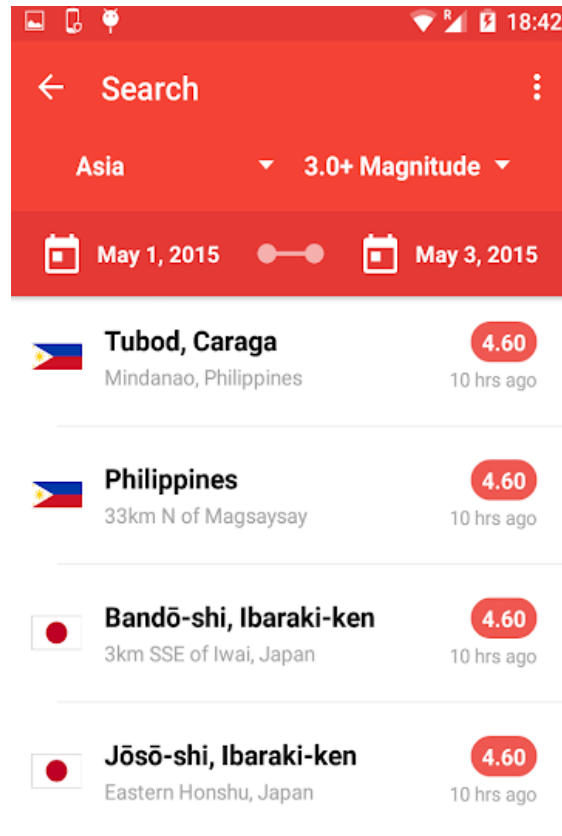 R 18:42
Search
Asia 3.0+ Magnitude
May 1, 2015 May 3, 2015
Tubod, Caraga 4.60
Mindanao, Philippines 10 hrs ago
Philippines 4.60
33km N of Magsaysay 10 hrs ago
Bandō-shi, Ibaraki-ken 4.60
3km SSE of Iwai, Japan 10 hrs ago
Jōsō-shi, Ibaraki-ken 4.60
Eastern Honshu, Japan 10 hrs ago